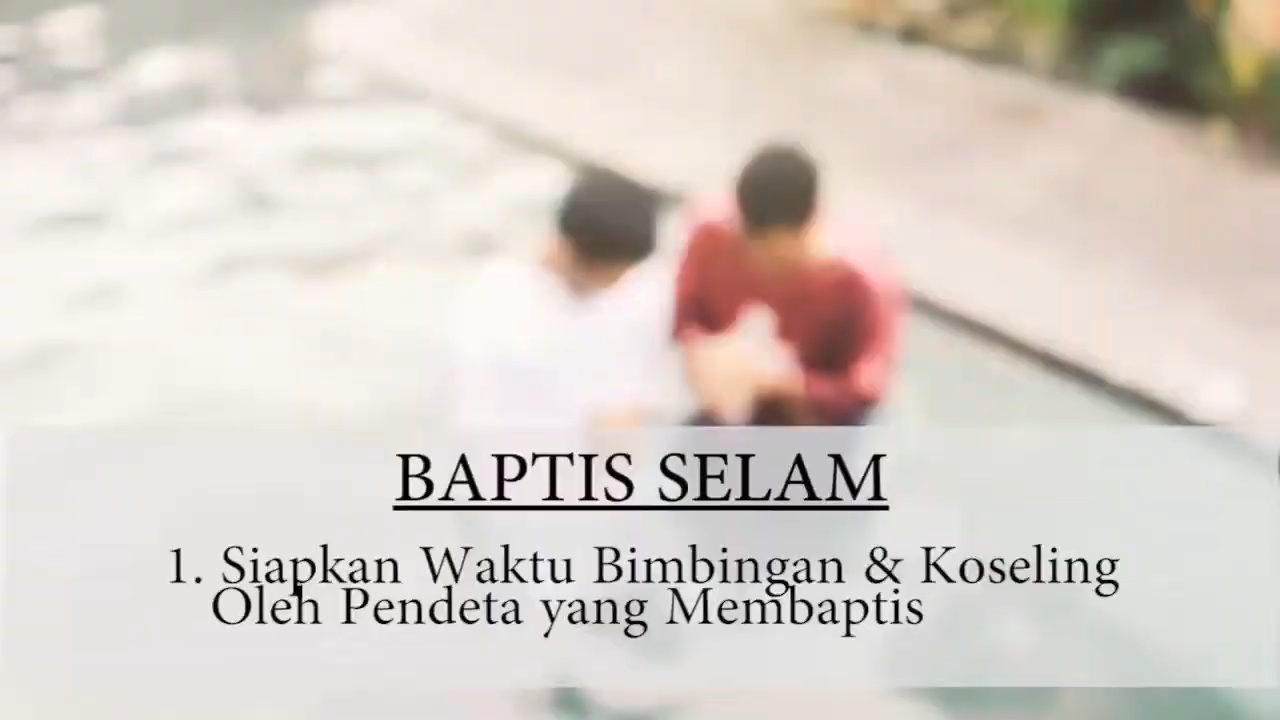 BAPTIS SELAM
1. Siapkan Waktu Bimbingan & Koseling
Oleh Pendeta yang Membaptis